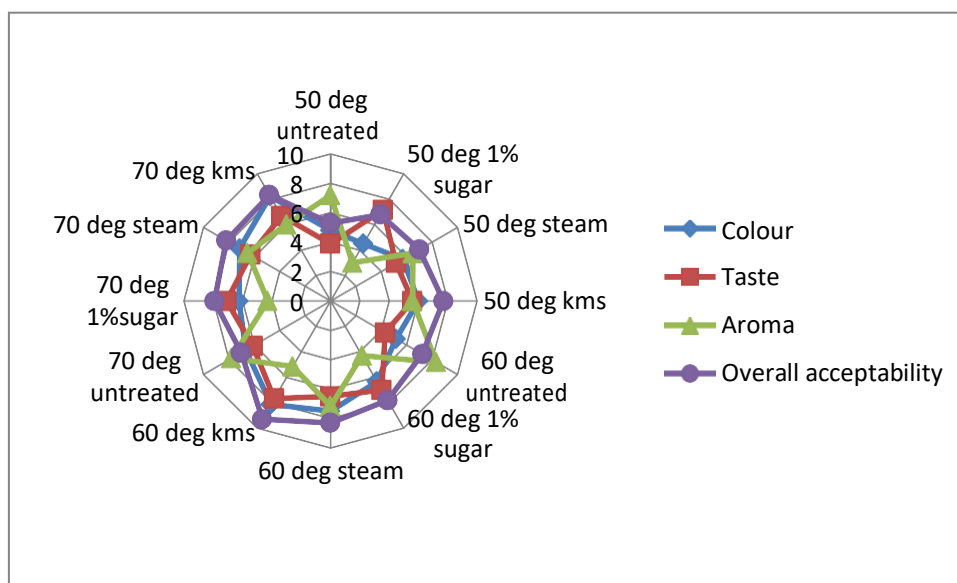 50 deg
untreated
50 deg 1%
sugar
50 deg steam
50 deg kms
60 deg
untreated
60 deg 1%
sugar
60 deg steam
60 deg kms
70 deg
untreated
70 deg
1%sugar
70 deg steam
70 deg kms
10
8
6
4
2
0
Colour
Taste
Aroma
Overall acceptability